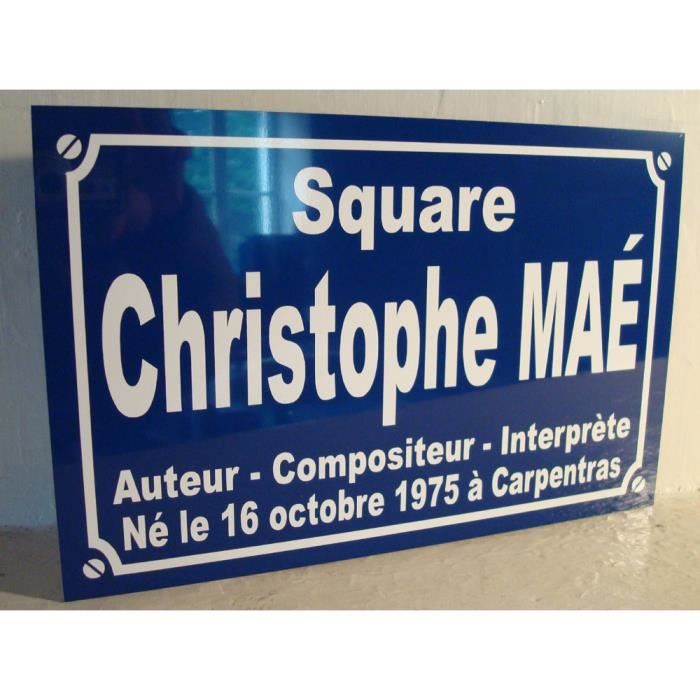 Square
Christophe MAÉ
Auteur - Compositeur - Interprète
Né le 16 octobre 1975 à Carpentras